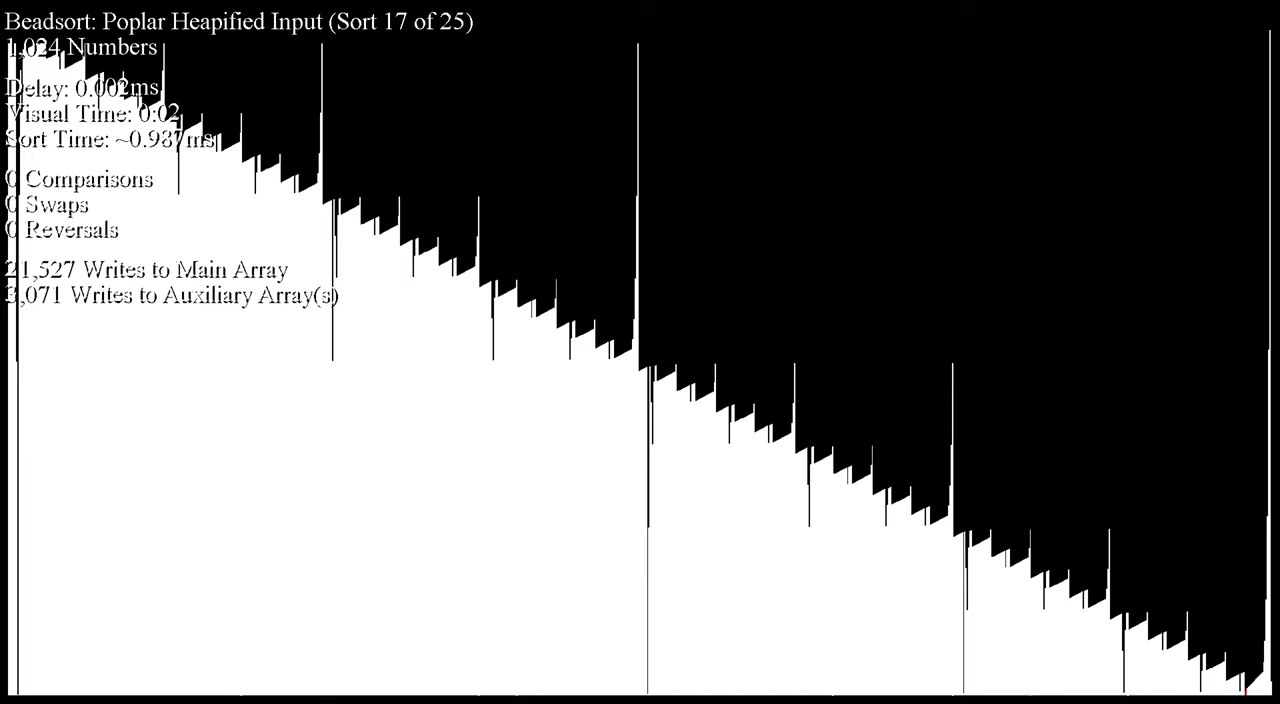 Beadsort: Poplar Heapified Input (Sort 17 of 25)
1,024 Numbers
Delay: 0.002ms
Visual Time: 0:02
Sort Time: ~0.987ms
0 Comparisons
0 Swaps
0 Reversals
21,527 Writes to Main Array
3,071 Writes to Auxiliary Array(s)